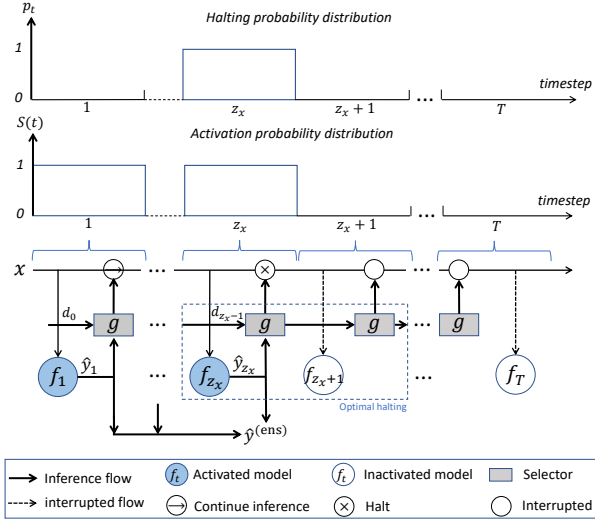 p_t
Halting probability distribution
1
0
timestep
1 z_x z_x + 1 ... T
S(t)
Activation probability distribution
1
0
timestep
1 z_x z_x + 1 ... T
x ... ... ...
d_0 g ... d_{z_x−1} g g ... g
f_1 ŷ_1 ... f_{z_x} ŷ_{z_x} f_{z_x+1} ... f_T
Optimal halting
ŷ^(ens)
Inference flow f_t Activated model f_t Inactivated model Selector
interrupted flow Continue inference Halt Interrupted